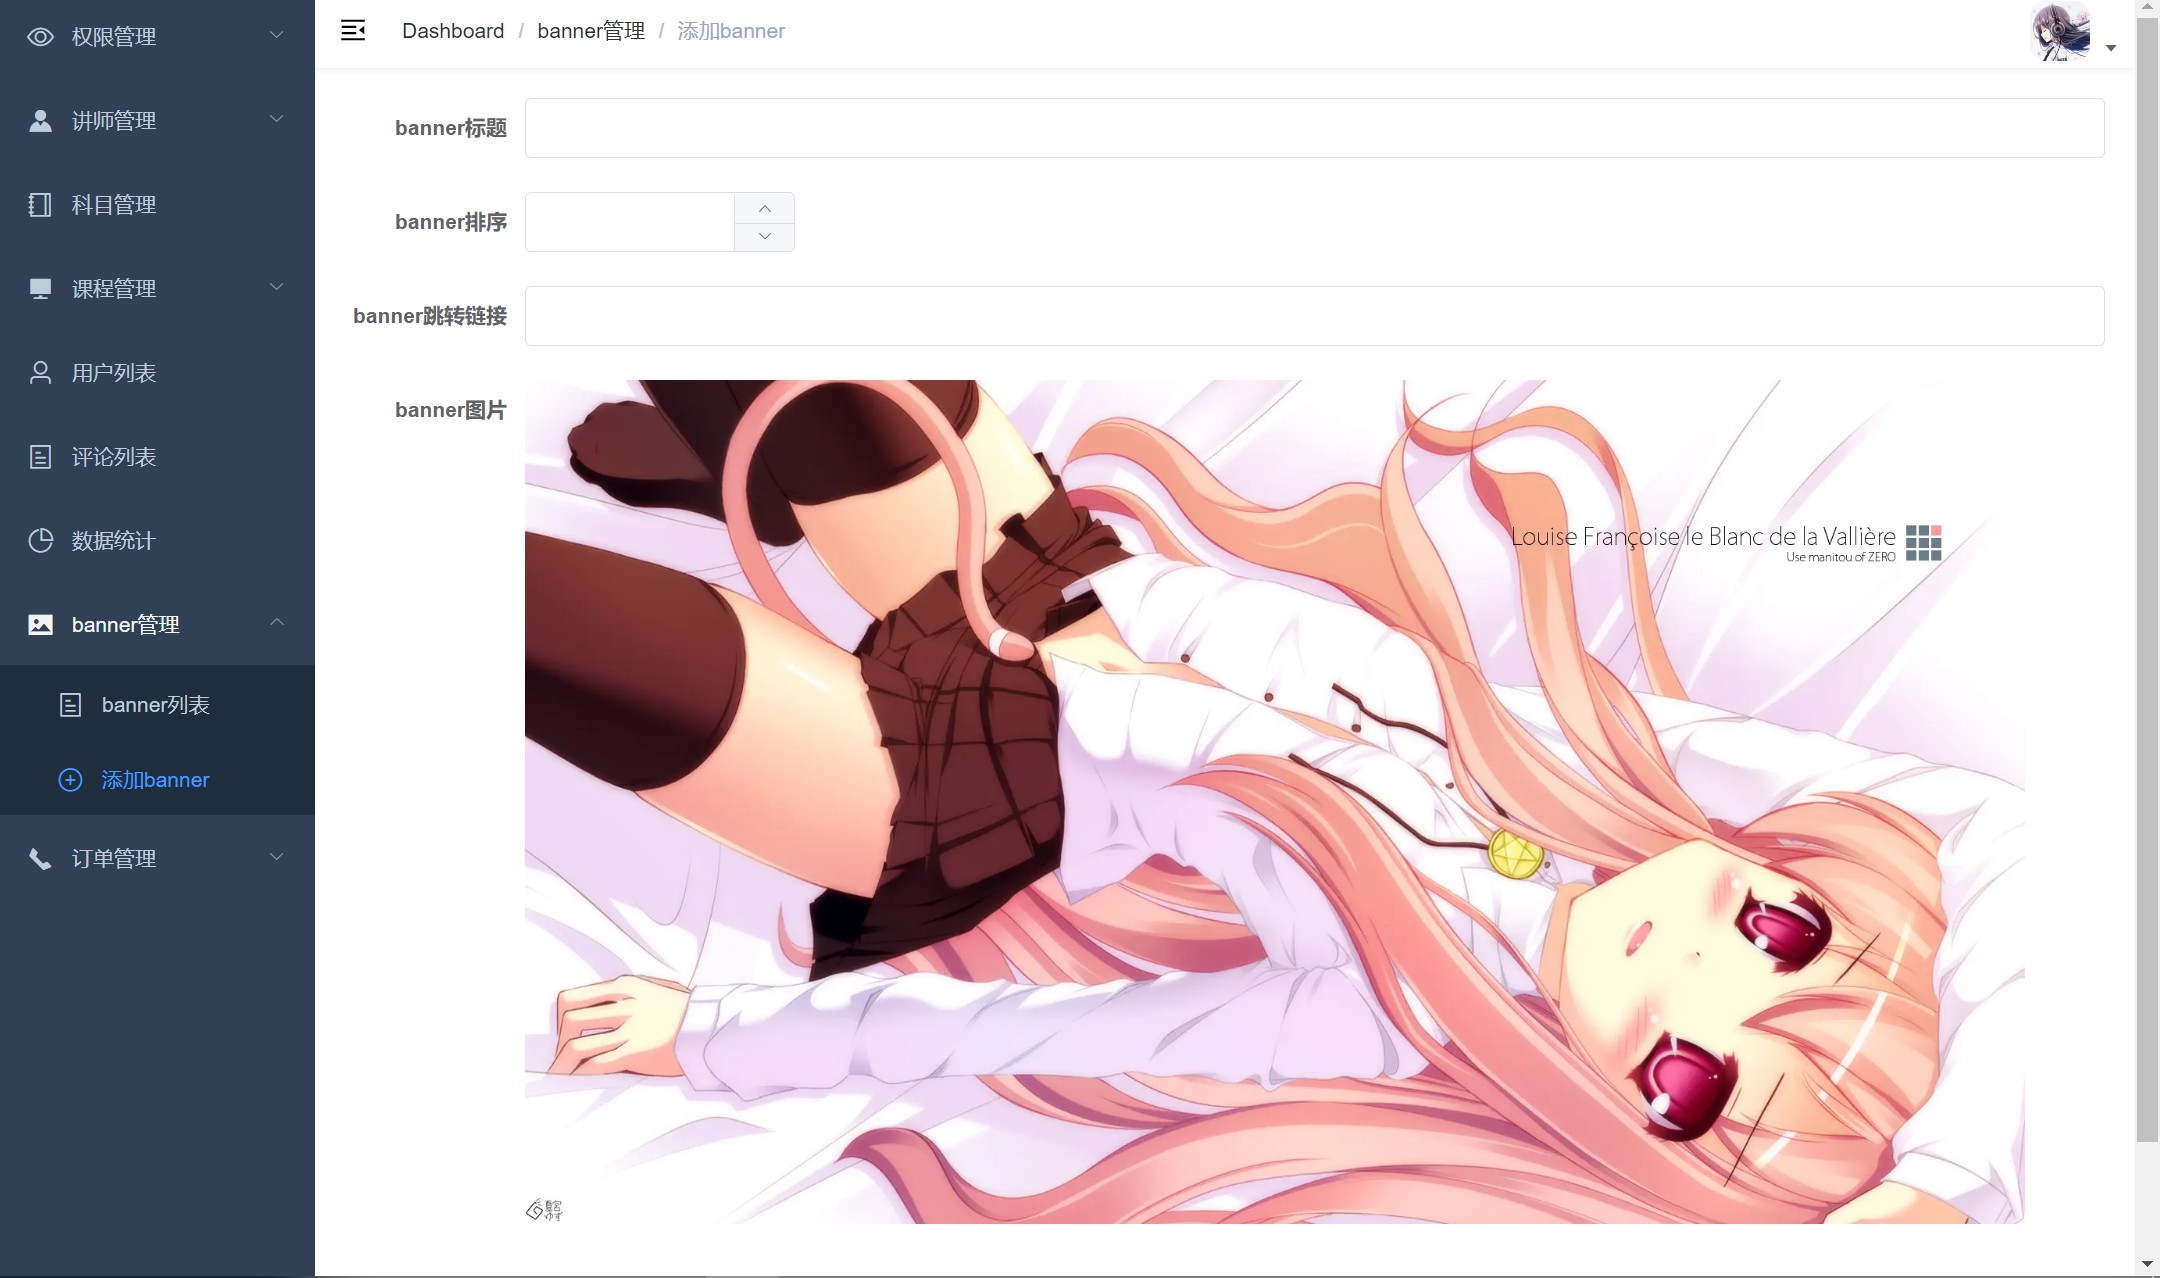 权限管理
讲师管理
科目管理
课程管理
用户列表
评论列表
数据统计
banner管理
banner列表
添加banner
订单管理
Dashboard / banner管理 / 添加banner
banner标题
banner排序
banner跳转链接
banner图片
Louise Françoise le Blanc de la Vallière
Use manitou of ZERO